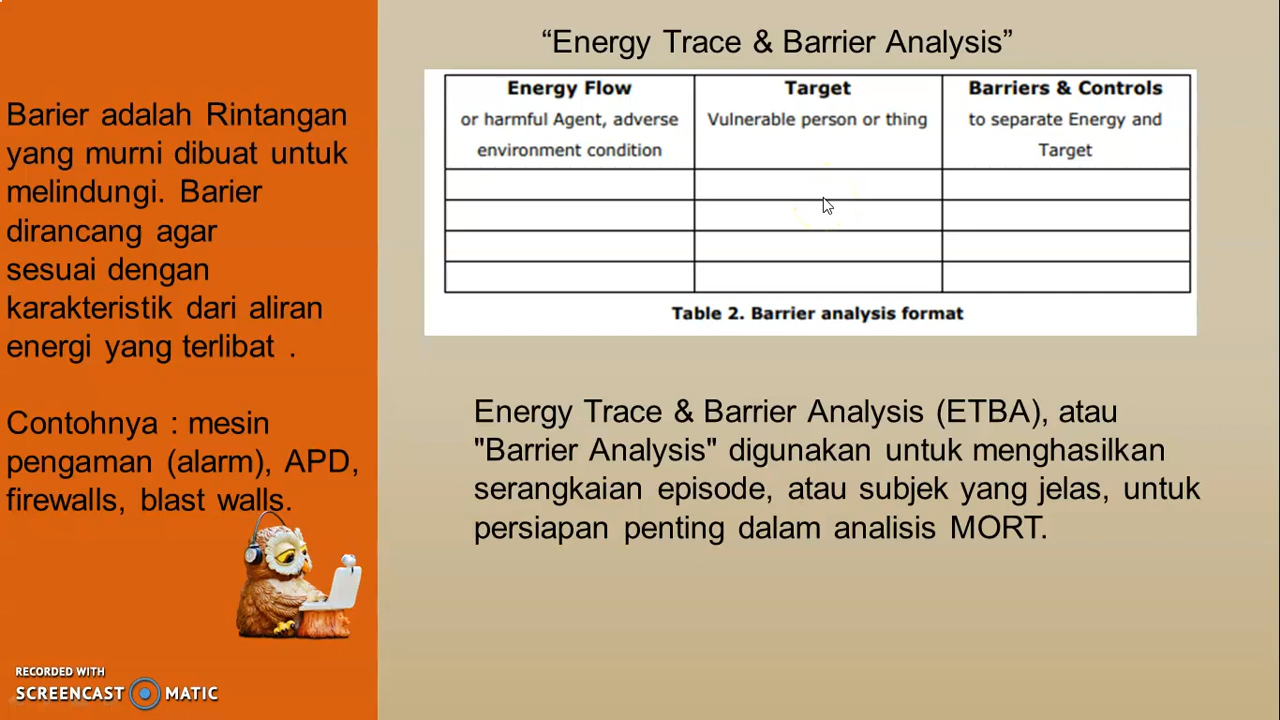 “Energy Trace & Barrier Analysis”
Barier adalah Rintangan
yang murni dibuat untuk
melindungi. Barier
dirancang agar
sesuai dengan
karakteristik dari aliran
energi yang terlibat .
Contohnya : mesin
pengaman (alarm), APD,
firewalls, blast walls.
Energy Flow
or harmful Agent, adverse
environment condition
Target
Vulnerable person or thing
Barriers & Controls
to separate Energy and
Target
Table 2. Barrier analysis format
Energy Trace & Barrier Analysis (ETBA), atau
"Barrier Analysis" digunakan untuk menghasilkan
serangkaian episode, atau subjek yang jelas, untuk
persiapan penting dalam analisis MORT.
RECORDED WITH
SCREENCAST MATIC